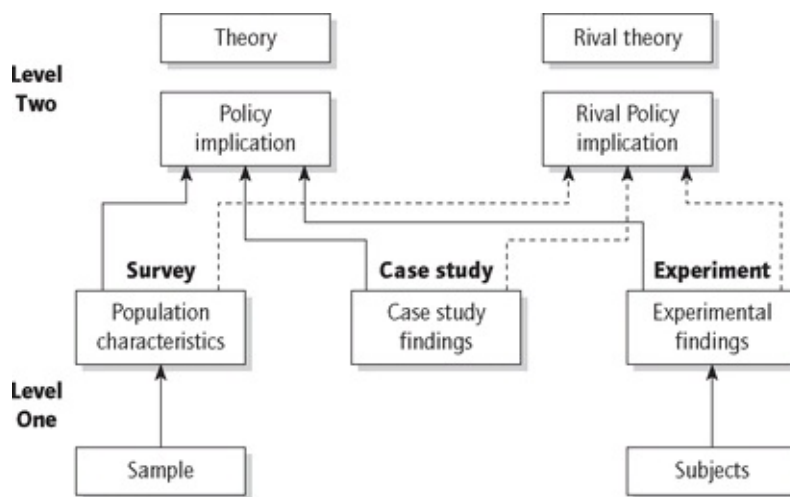 Theory
Rival theory
Level
Two
Policy
implication
Rival Policy
implication
Survey
Case study
Experiment
Population
characteristics
Case study
findings
Experimental
findings
Level
One
Sample
Subjects